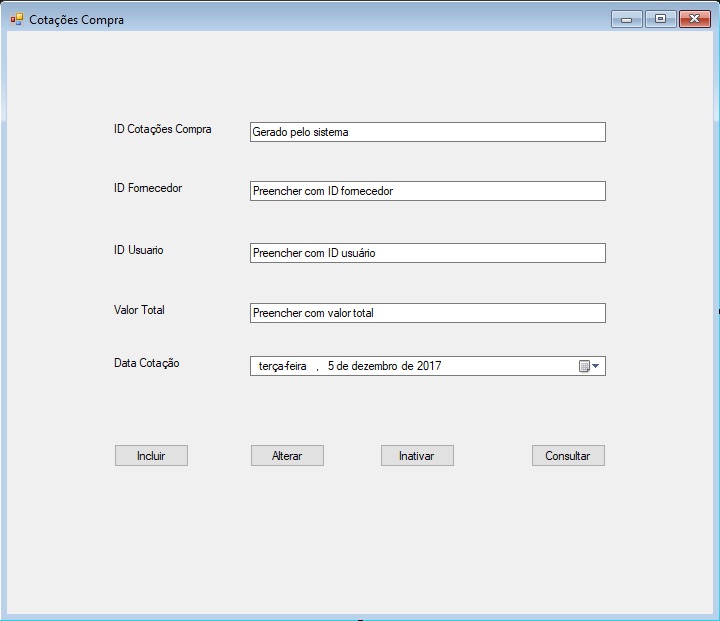 Cotações Compra
ID Cotações Compra Gerado pelo sistema
ID Fornecedor Preencher com ID fornecedor
ID Usuario Preencher com ID usuário
Valor Total Preencher com valor total
Data Cotação terça-feira , 5 de dezembro de 2017
Incluir Alterar Inativar Consultar